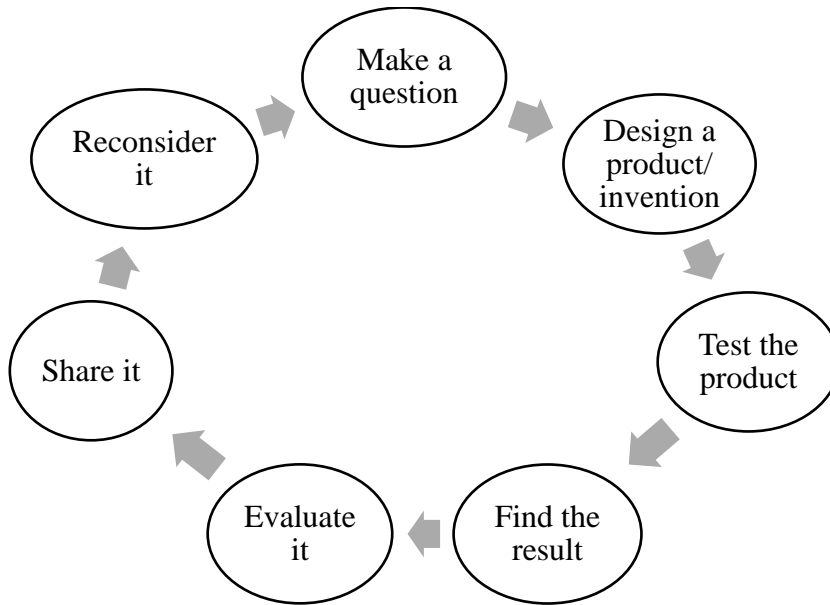 Make a
question
Design a
product/
invention
Test the
product
Find the
result
Evaluate
it
Share it
Reconsider
it